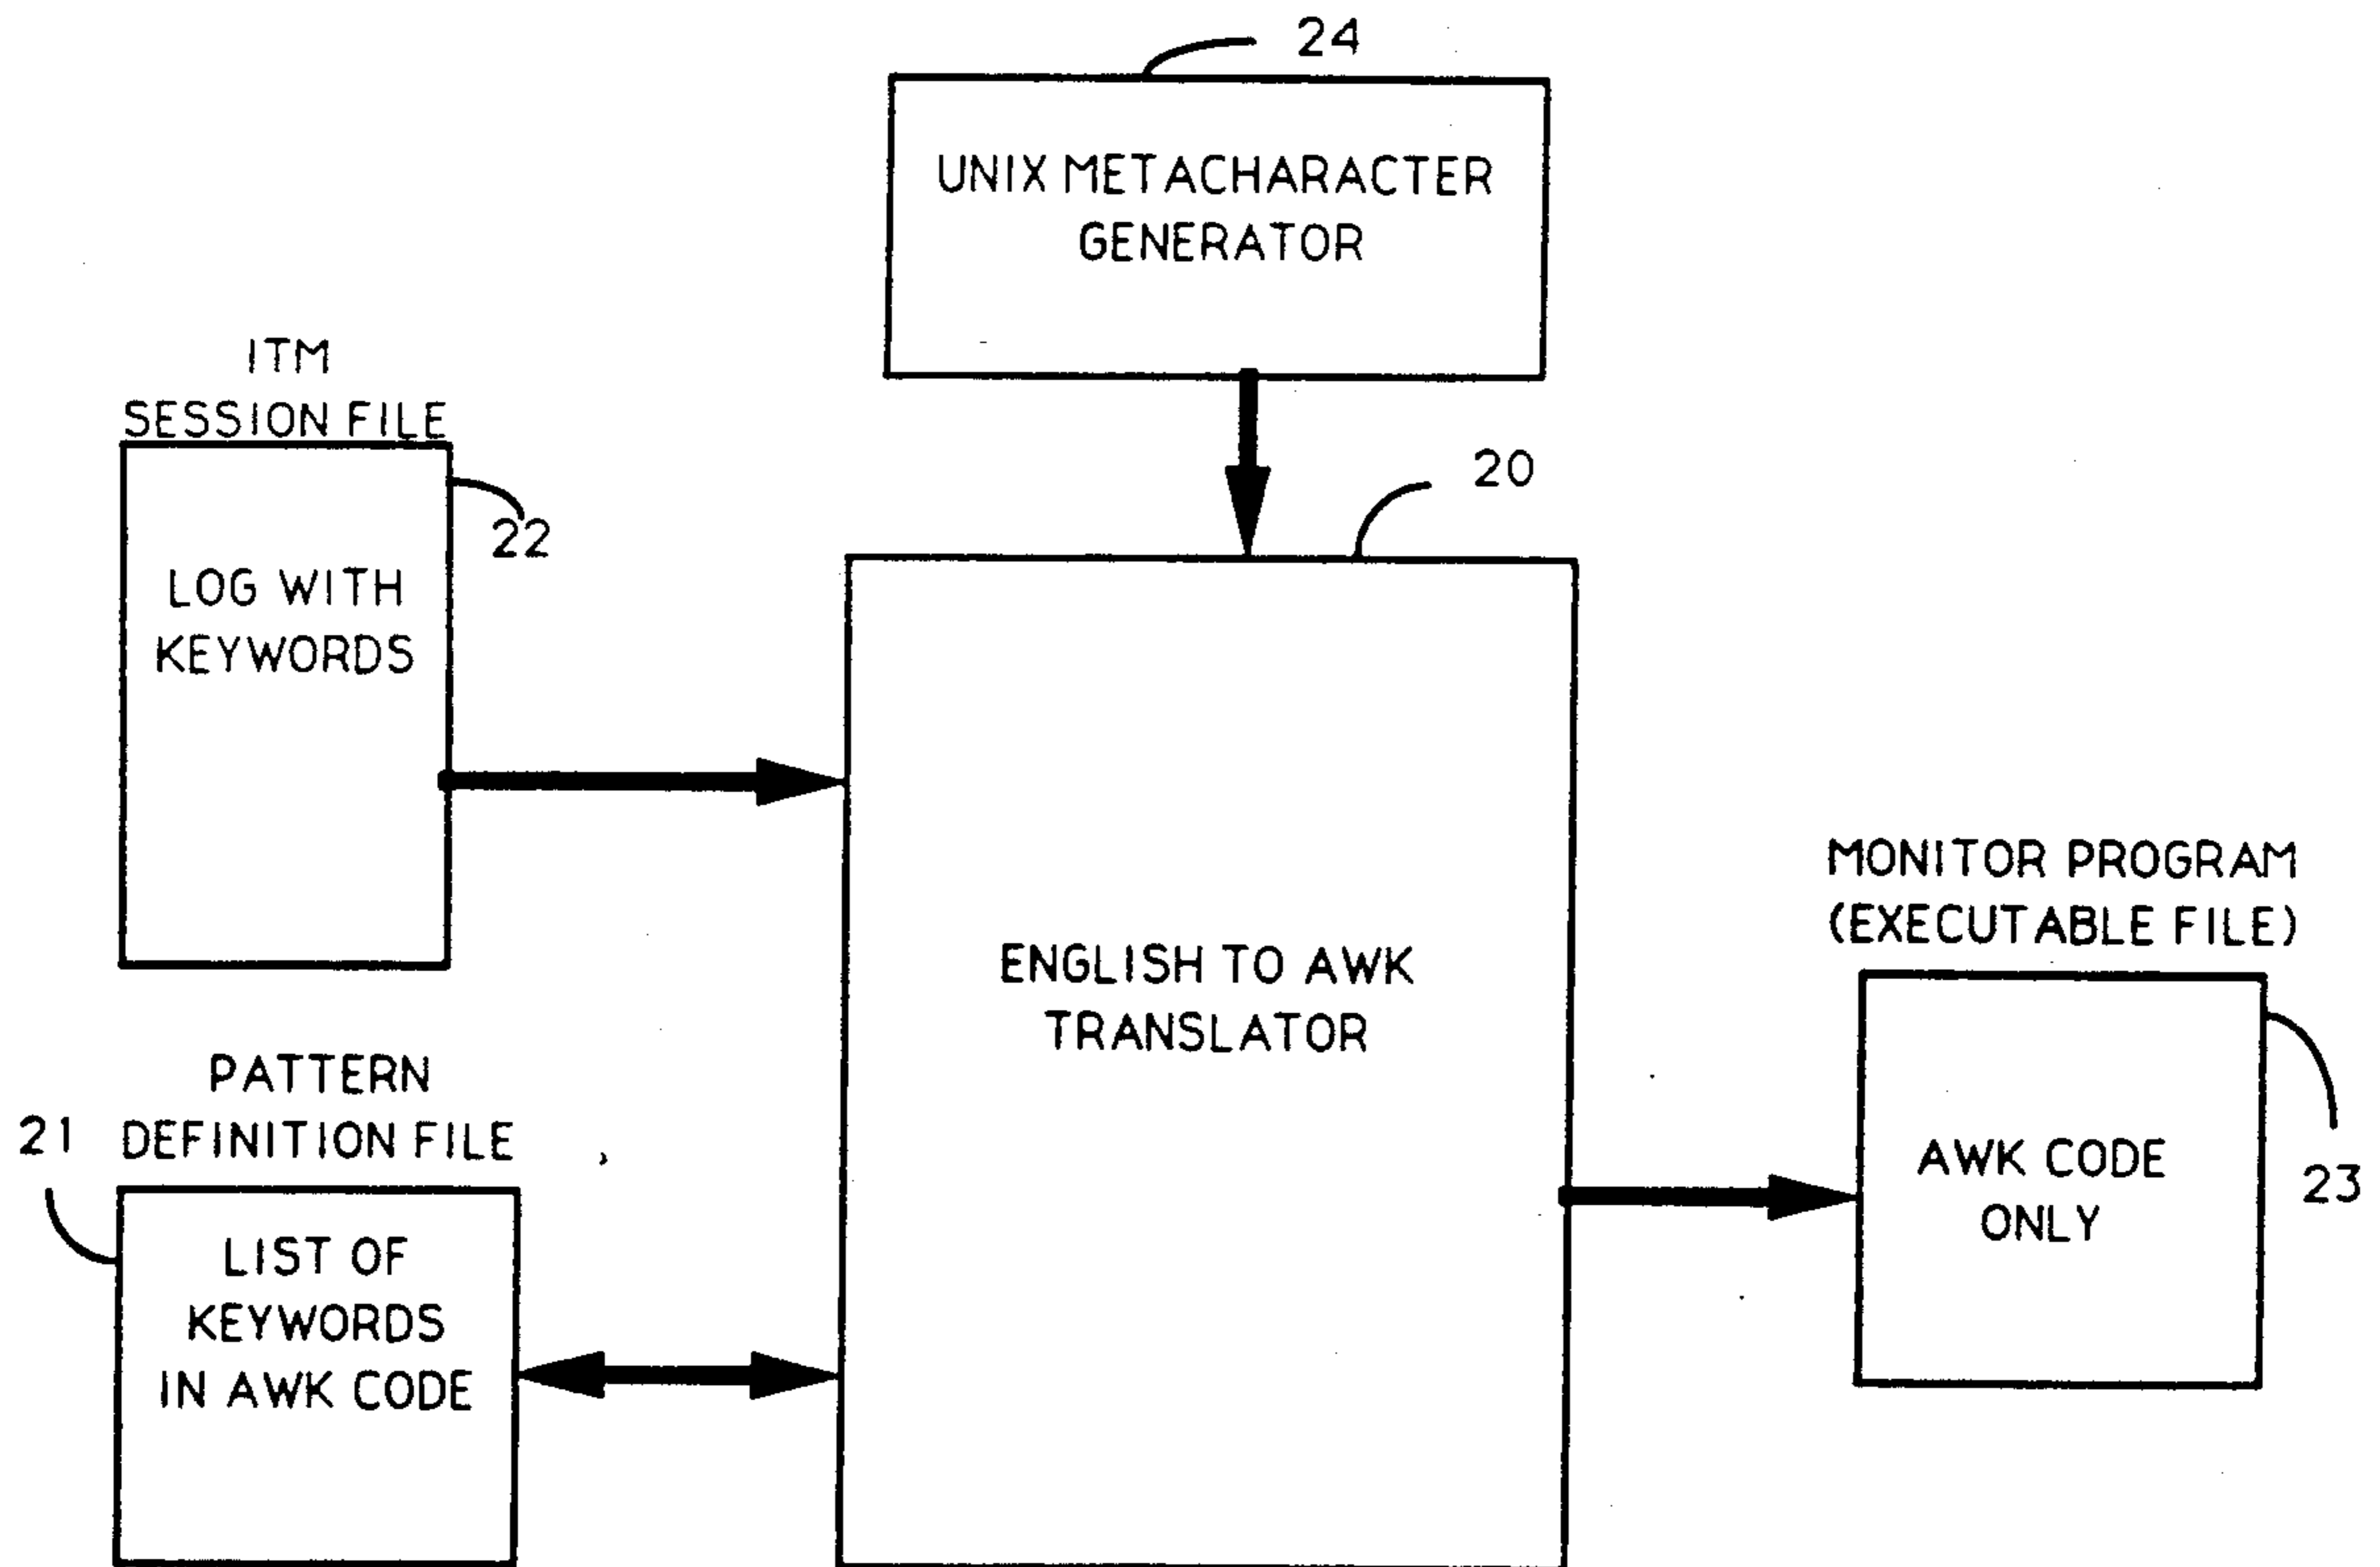 24
UNIX METACHARACTER
GENERATOR
ITM
SESSION FILE
22
LOG WITH
KEYWORDS
20
ENGLISH TO AWK
TRANSLATOR
PATTERN
21 DEFINITION FILE
LIST OF
KEYWORDS
IN AWK CODE
MONITOR PROGRAM
(EXECUTABLE FILE)
AWK CODE
ONLY
23